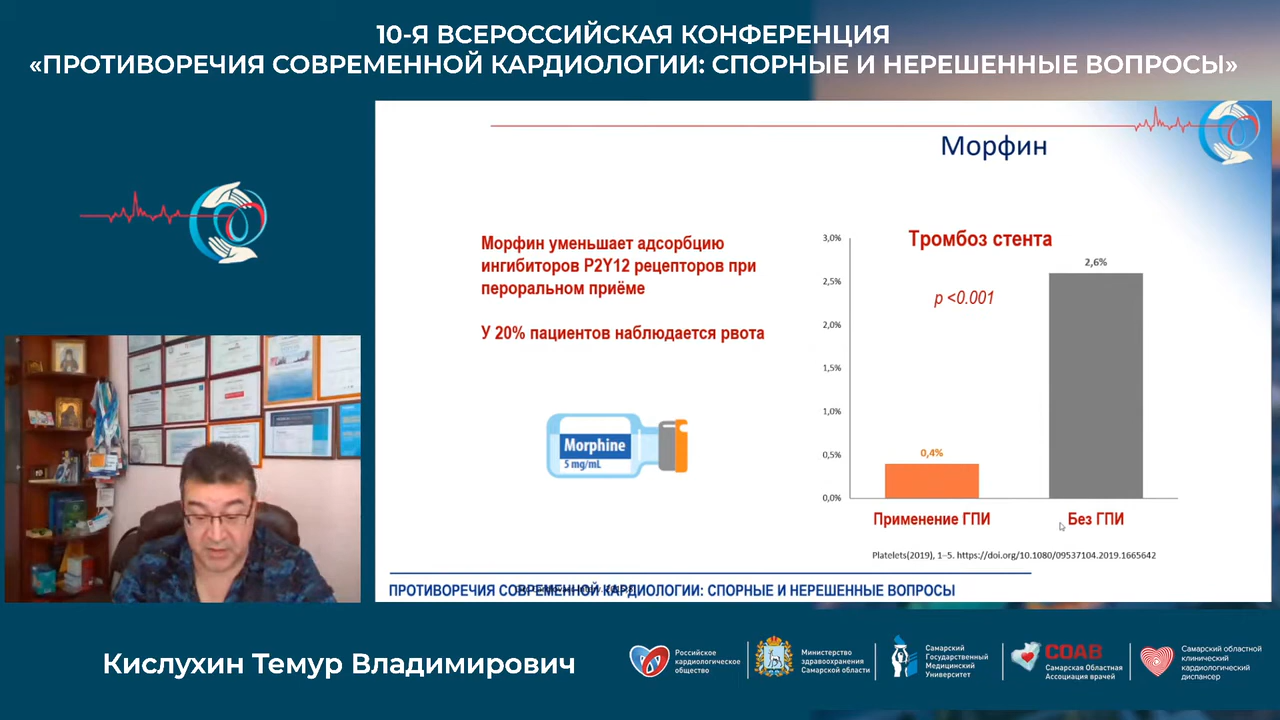 10-Я ВСЕРОССИЙСКАЯ КОНФЕРЕНЦИЯ
«ПРОТИВОРЕЧИЯ СОВРЕМЕННОЙ КАРДИОЛОГИИ: СПОРНЫЕ И НЕРЕШЕННЫЕ ВОПРОСЫ»
Морфин
Морфин уменьшает адсорбцию
ингибиторов P2Y12 рецепторов при
пероральном приёме
У 20% пациентов наблюдается рвота
Morphine
5 mg/mL
Тромбоз стента
p <0.001
3,0%
2,5%
2,0%
1,5%
1,0%
0,5%
0,0%
0,4%
2,6%
Применение ГПИ
Без ГПИ
Platelets(2019), 1–5. https://doi.org/10.1080/09537104.2019.1665642
ПРОТИВОРЕЧИЯ СОВРЕМЕННОЙ КАРДИОЛОГИИ: СПОРНЫЕ И НЕРЕШЕННЫЕ ВОПРОСЫ
Кислухин Темур Владимирович
Российское
кардиологическое
общество
Министерство
здравоохранения
Самарской области
Самарский
Государственный
Медицинский
Университет
СОАВ
Самарская Областная
Ассоциация врачей
Самарский областной
клинический
кардиологический
диспансер